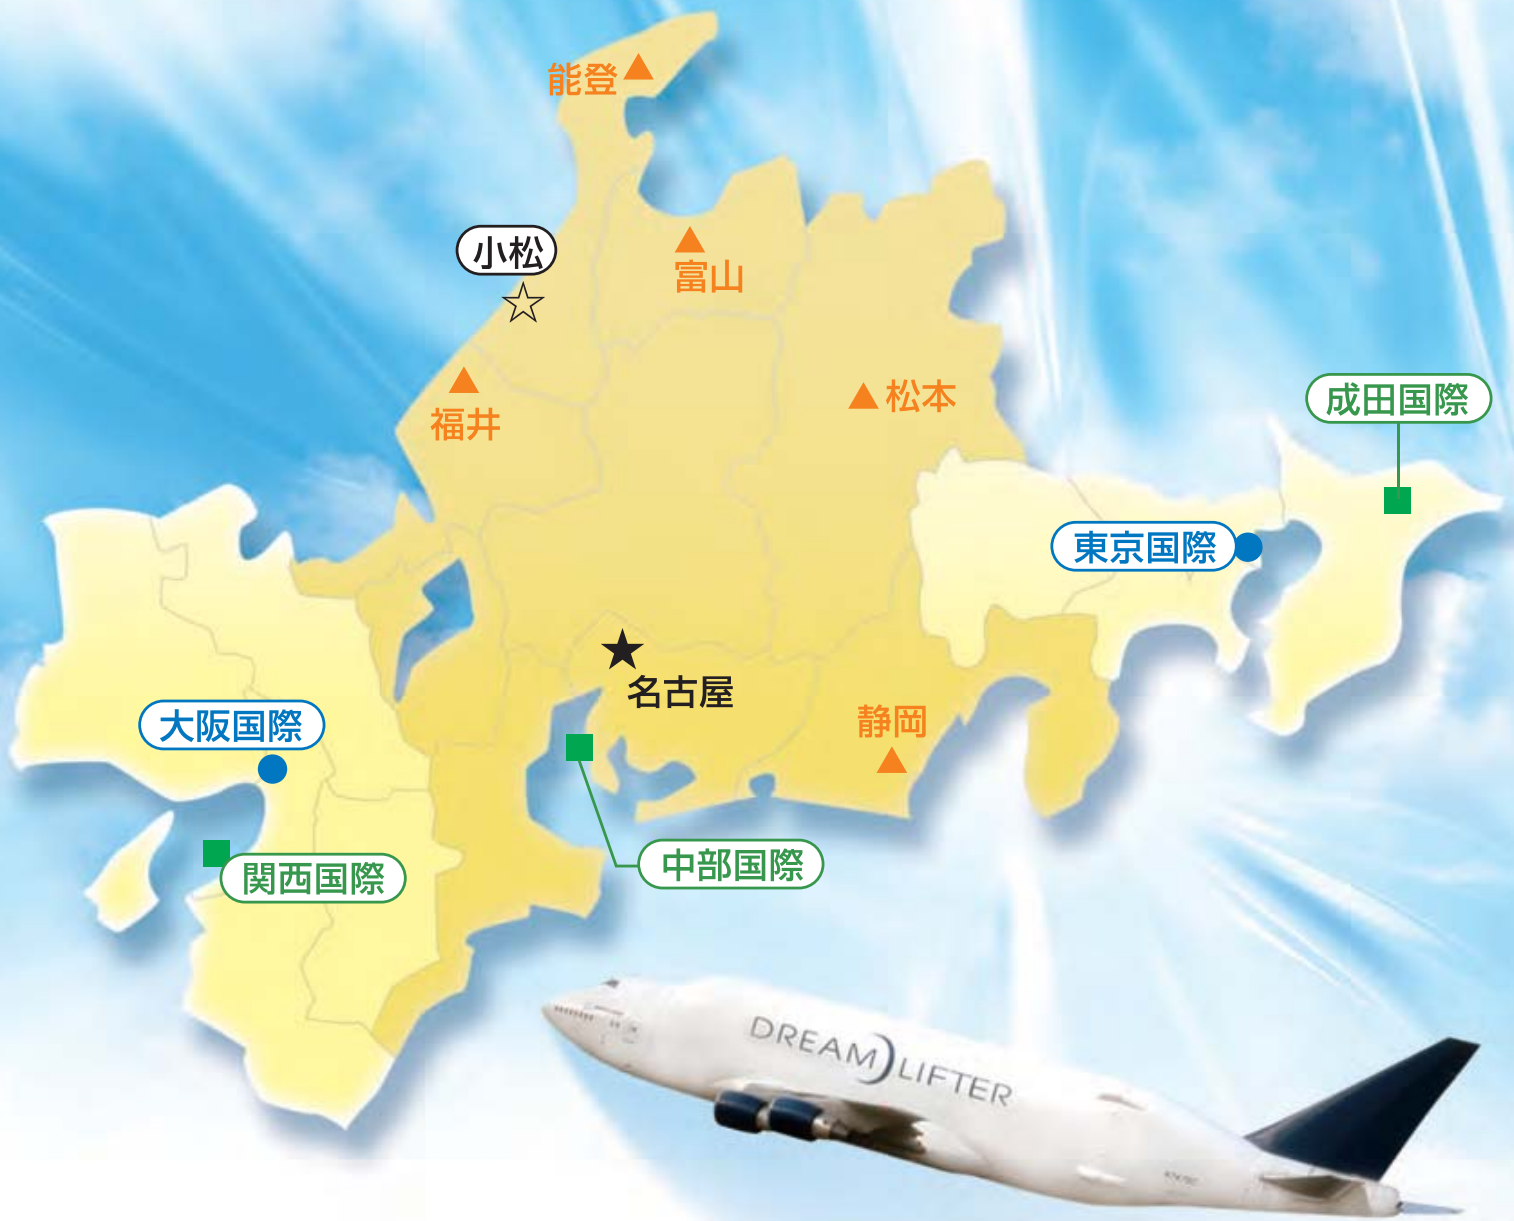 能登
小松
富山
福井
松本
成田国際
東京国際
名古屋
大阪国際
静岡
中部国際
関西国際
DREAM LIFTER